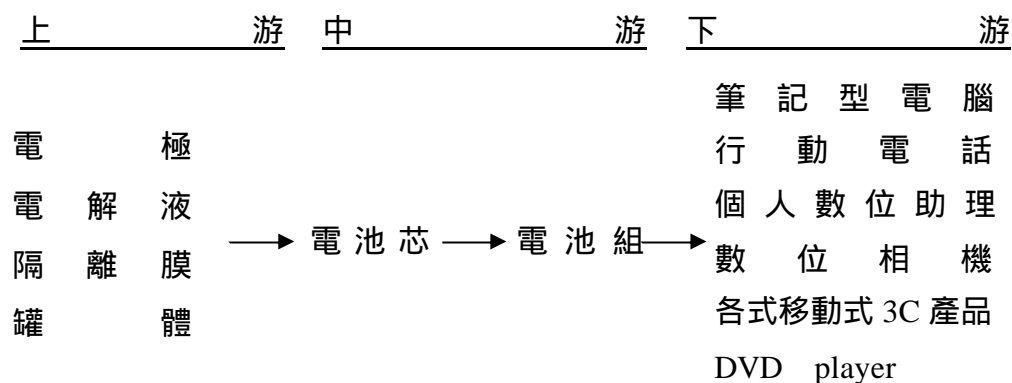 上游 中游 下游
電極
電解液
隔離膜
罐體
電池芯
電池組
筆記型電腦
行動電話
個人數位助理
數位相機
各式移動式 3C 產品
DVD player